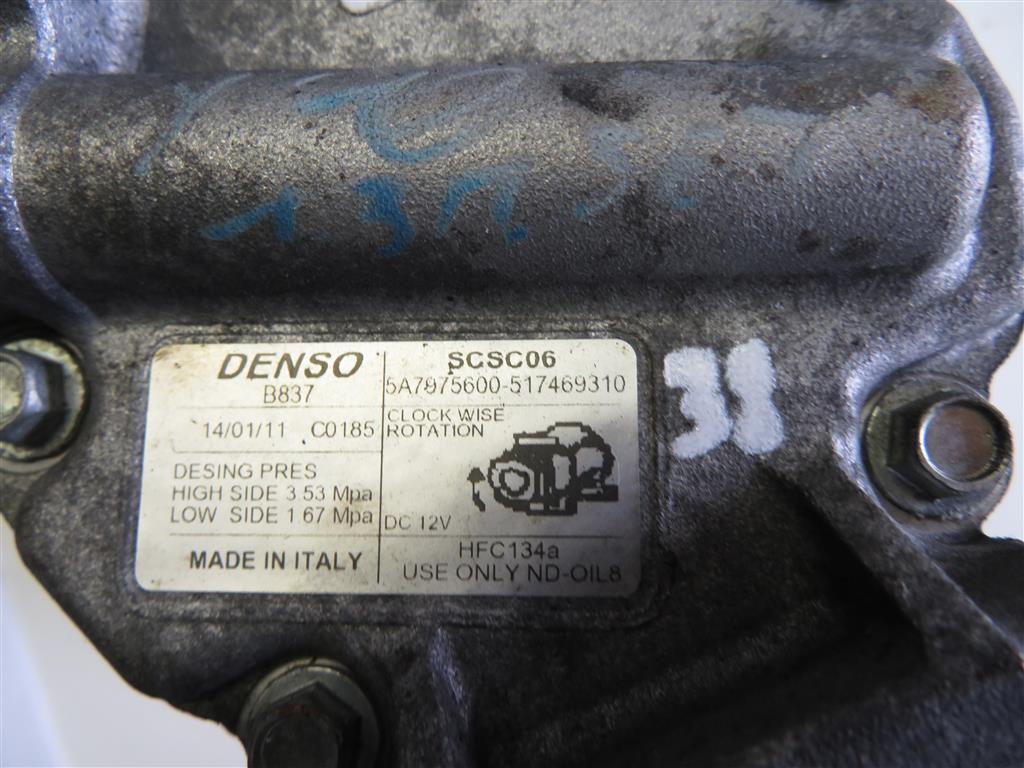 DENSO
B837
14/01/11 C0185
DESING PRES
HIGH SIDE 3.53 Mpa
LOW SIDE 1.67 Mpa
MADE IN ITALY
SCSC06
5A7975600-517469310
CLOCK WISE
ROTATION
DC 12V
HFC134a
USE ONLY ND-OIL8
33